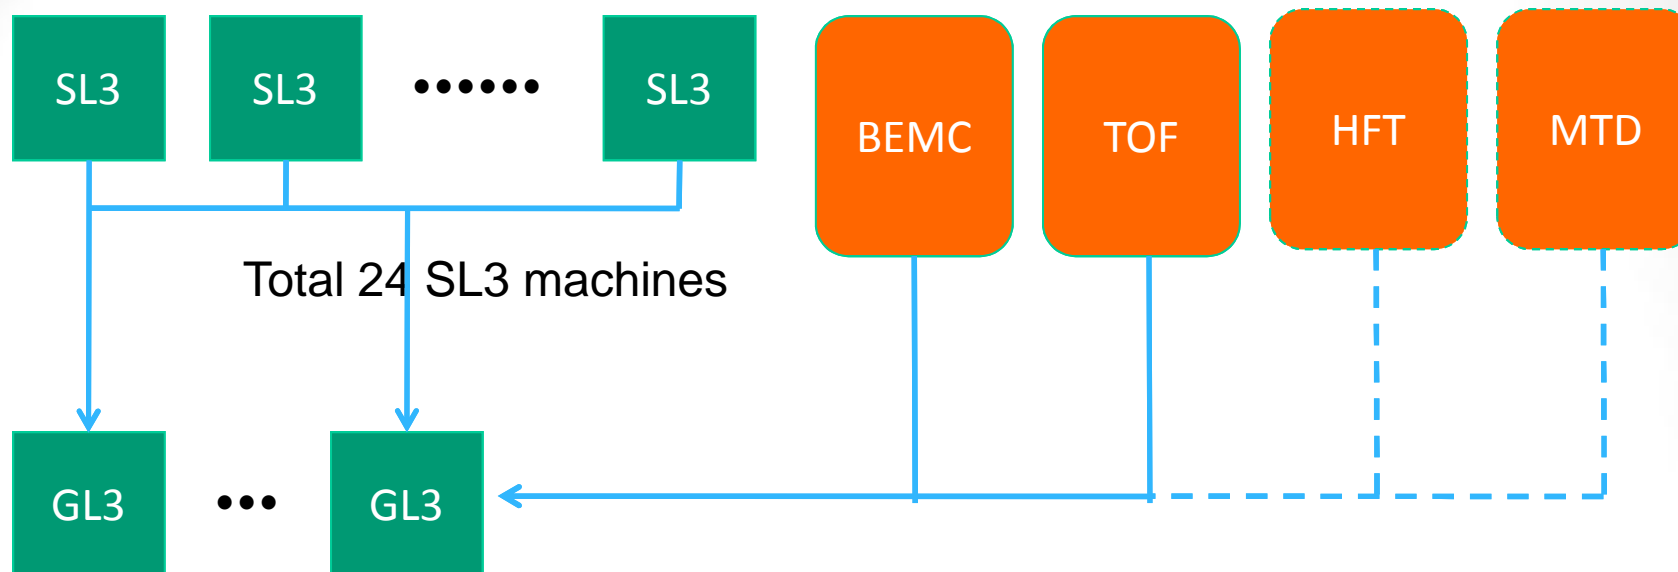 SL3
SL3
••••••
SL3
BEMC
TOF
HFT
MTD
Total 24 SL3 machines
GL3
•••
GL3